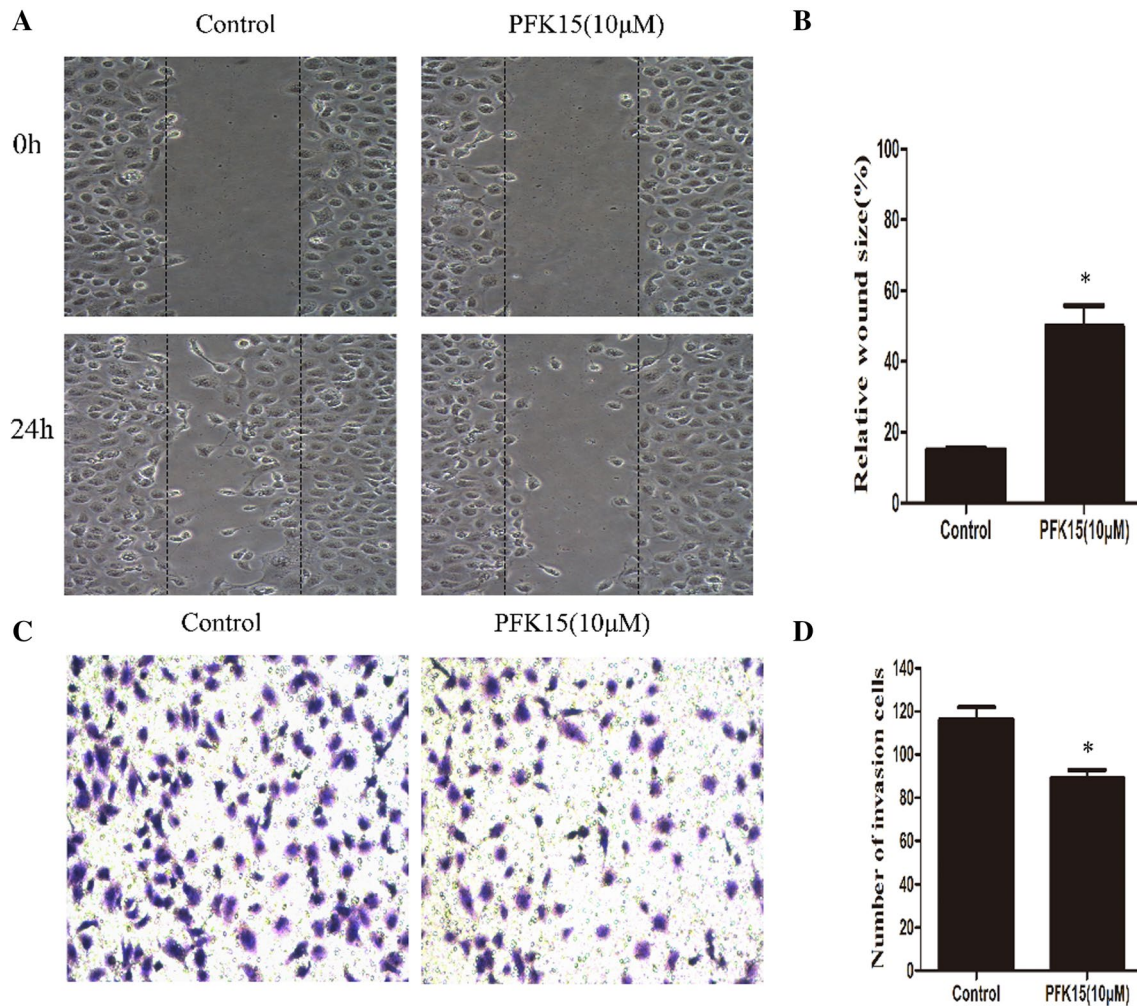 A
Control
PFK15(10μM)
B
0h
24h
Relative wound size(%)
100
80
60
40
20
0
*
Control
PFK15(10μM)
C
Control
PFK15(10μM)
D
Number of invasion cells
140
120
100
80
60
40
20
0
*
Control
PFK15(10μM)